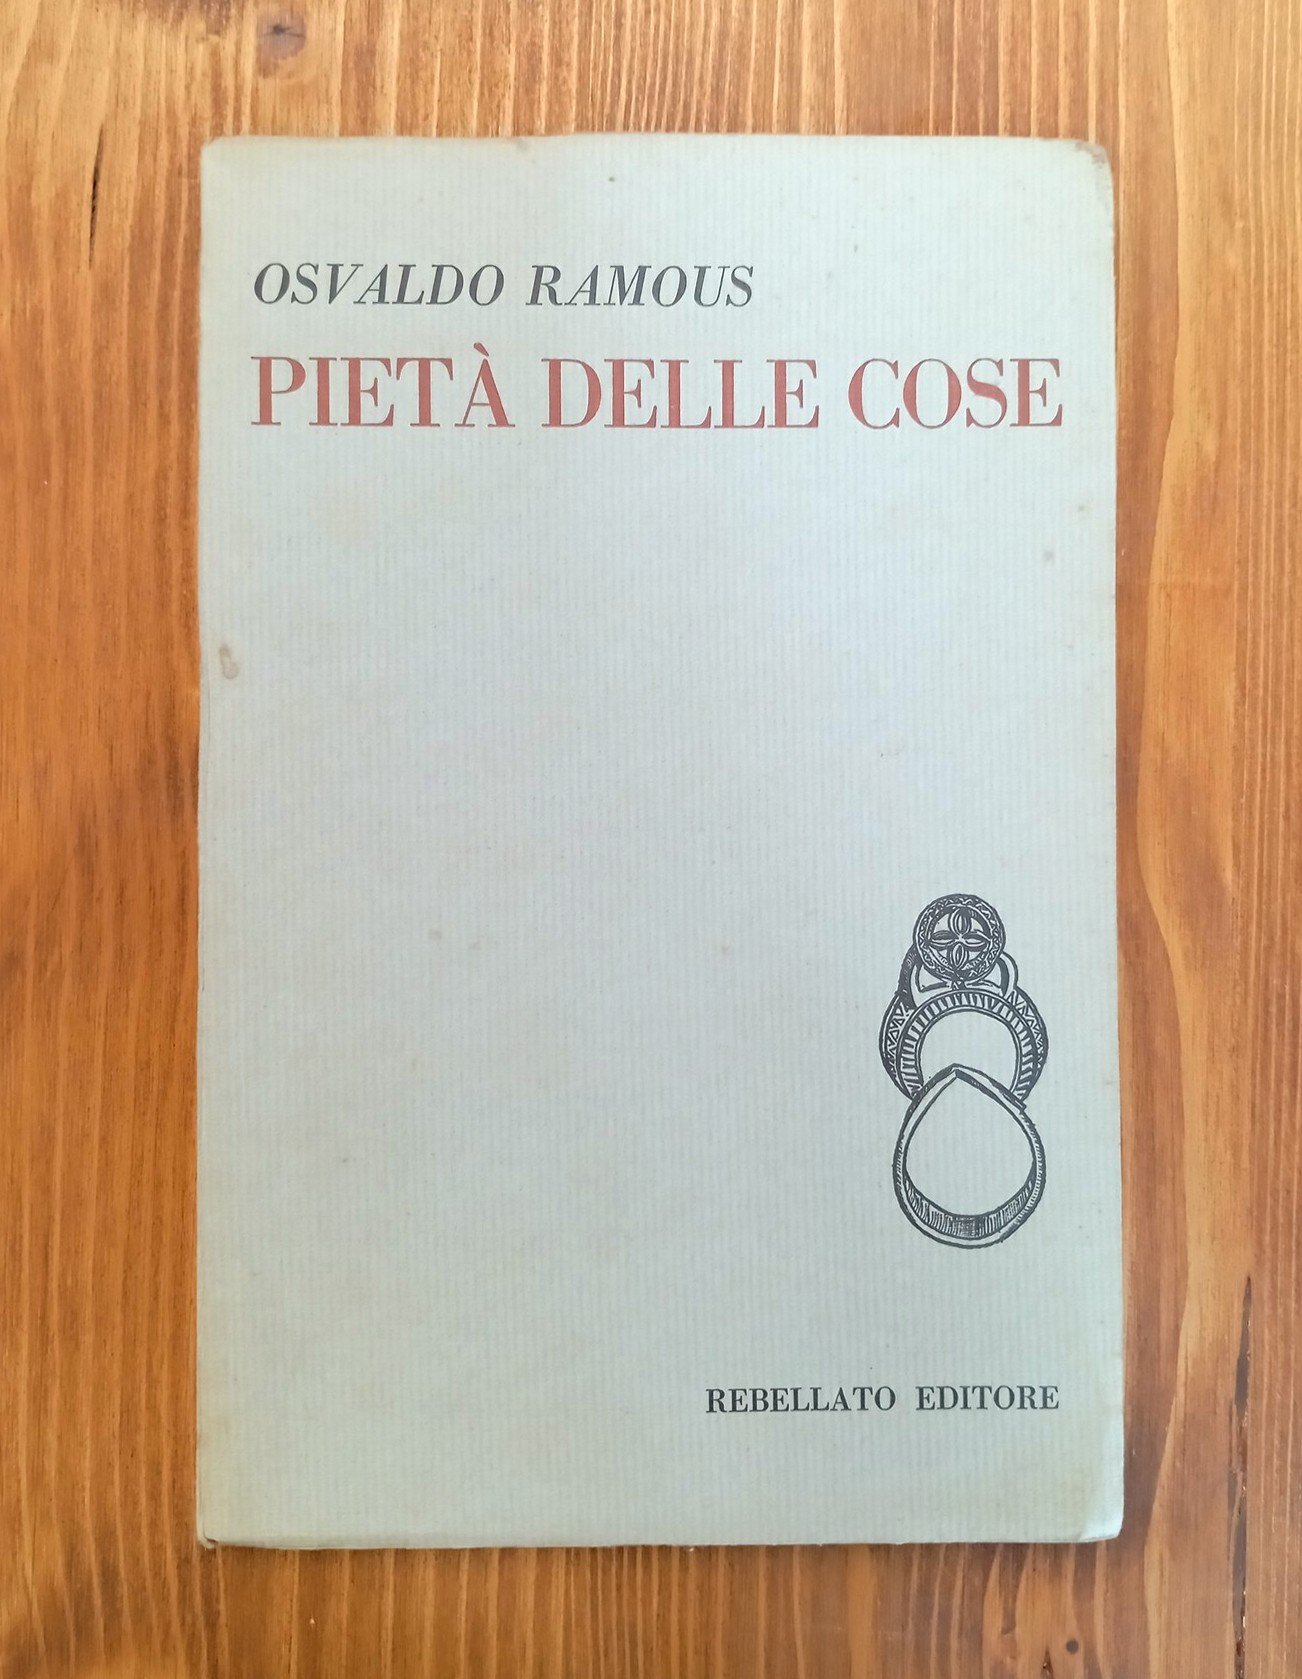 OSVALDO RAMOUS
PIETÀ DELLE COSE
REBELLATO EDITORE